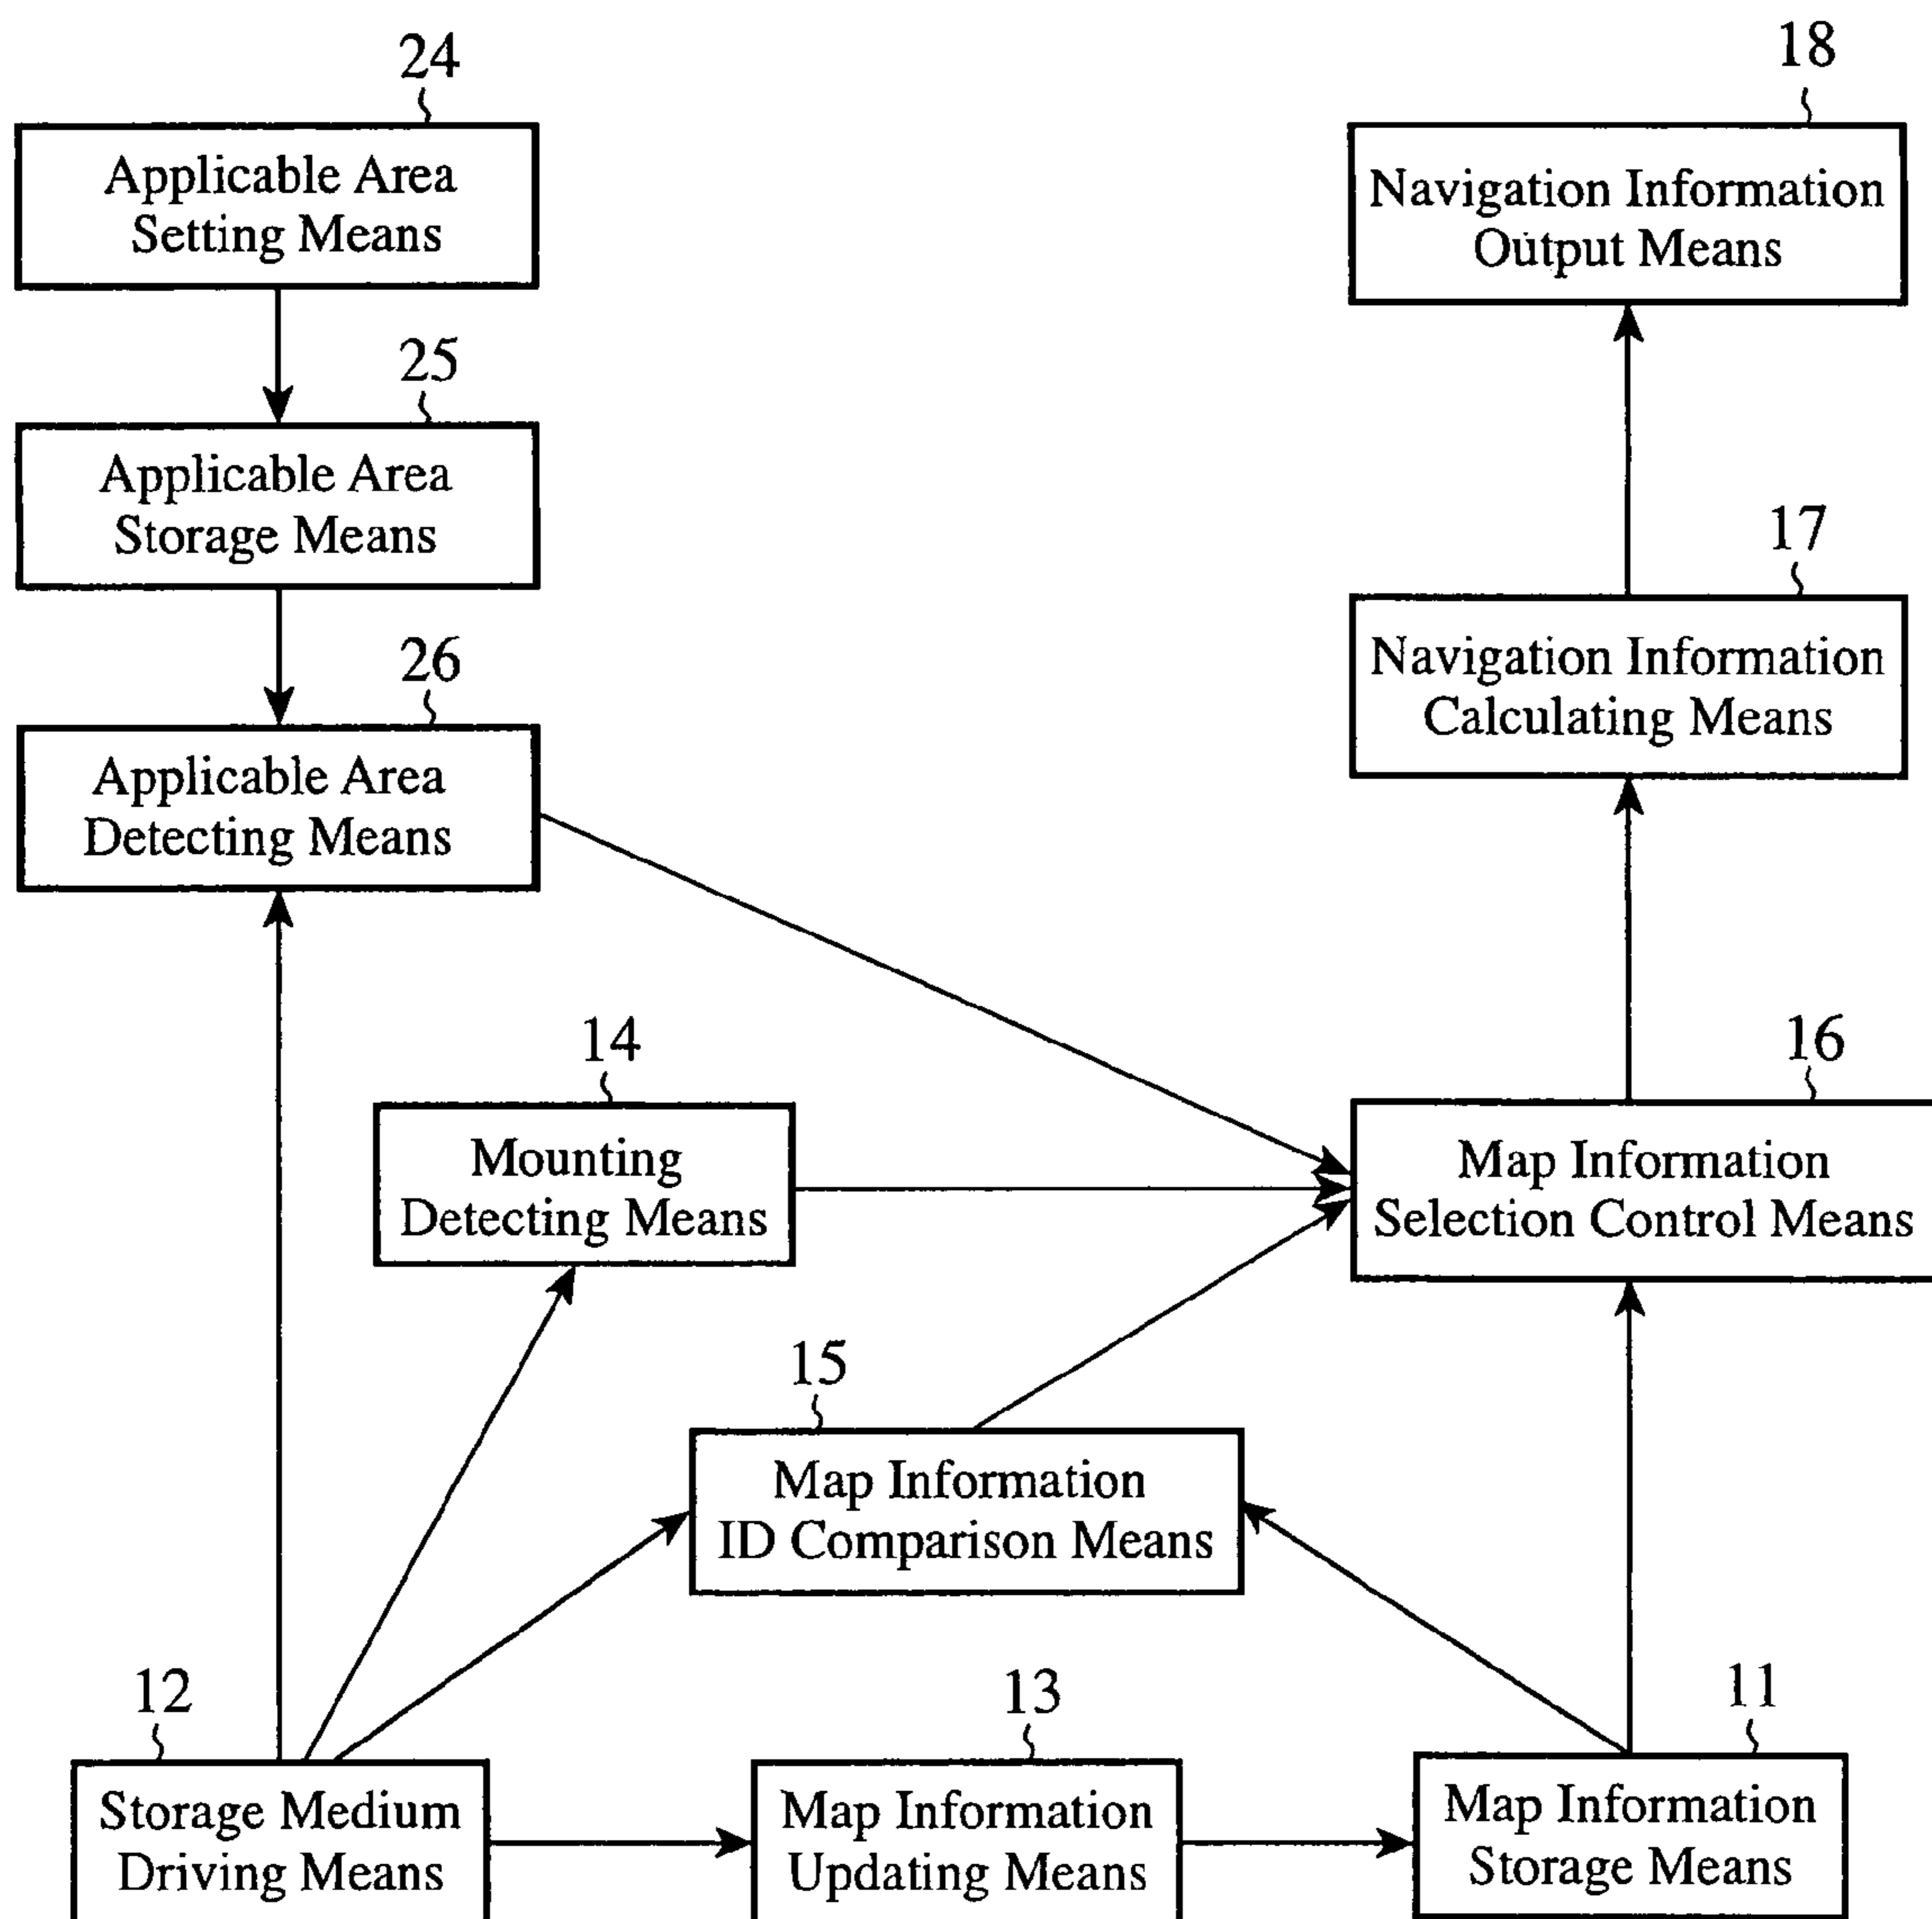 24
Applicable Area
Setting Means
18
Navigation Information
Output Means
25
Applicable Area
Storage Means
17
Navigation Information
Calculating Means
26
Applicable Area
Detecting Means
14
Mounting
Detecting Means
16
Map Information
Selection Control Means
15
Map Information
ID Comparison Means
12
Storage Medium
Driving Means
13
Map Information
Updating Means
11
Map Information
Storage Means